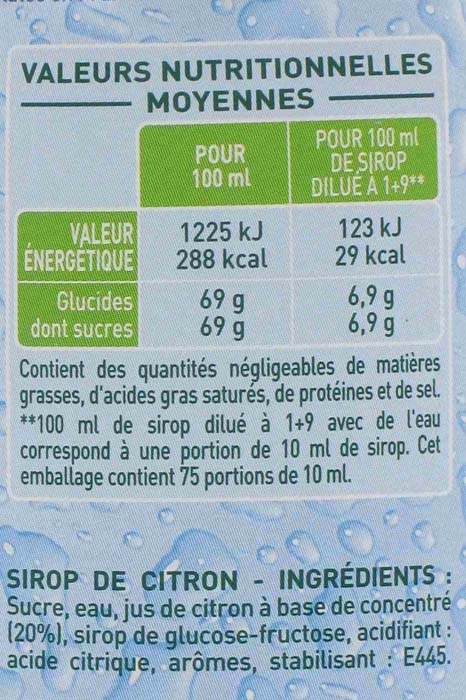 VALEURS NUTRITIONNELLES
MOYENNES
POUR
100 ml
POUR 100 ml
DE SIROP
DILUÉ À 1+9**
VALEUR
ÉNERGÉTIQUE
1225 kJ
288 kcal
123 kJ
29 kcal
Glucides
dont sucres
69 g
69 g
6,9 g
6,9 g
Contient des quantités négligeables de matières
grasses, d'acides gras saturés, de protéines et de sel.
**100 ml de sirop dilué à 1+9 avec de l'eau
correspond à une portion de 10 ml de sirop. Cet
emballage contient 75 portions de 10 ml.
SIROP DE CITRON - INGRÉDIENTS :
Sucre, eau, jus de citron à base de concentré
(20%), sirop de glucose-fructose, acidifiant :
acide citrique, arômes, stabilisant : E445.